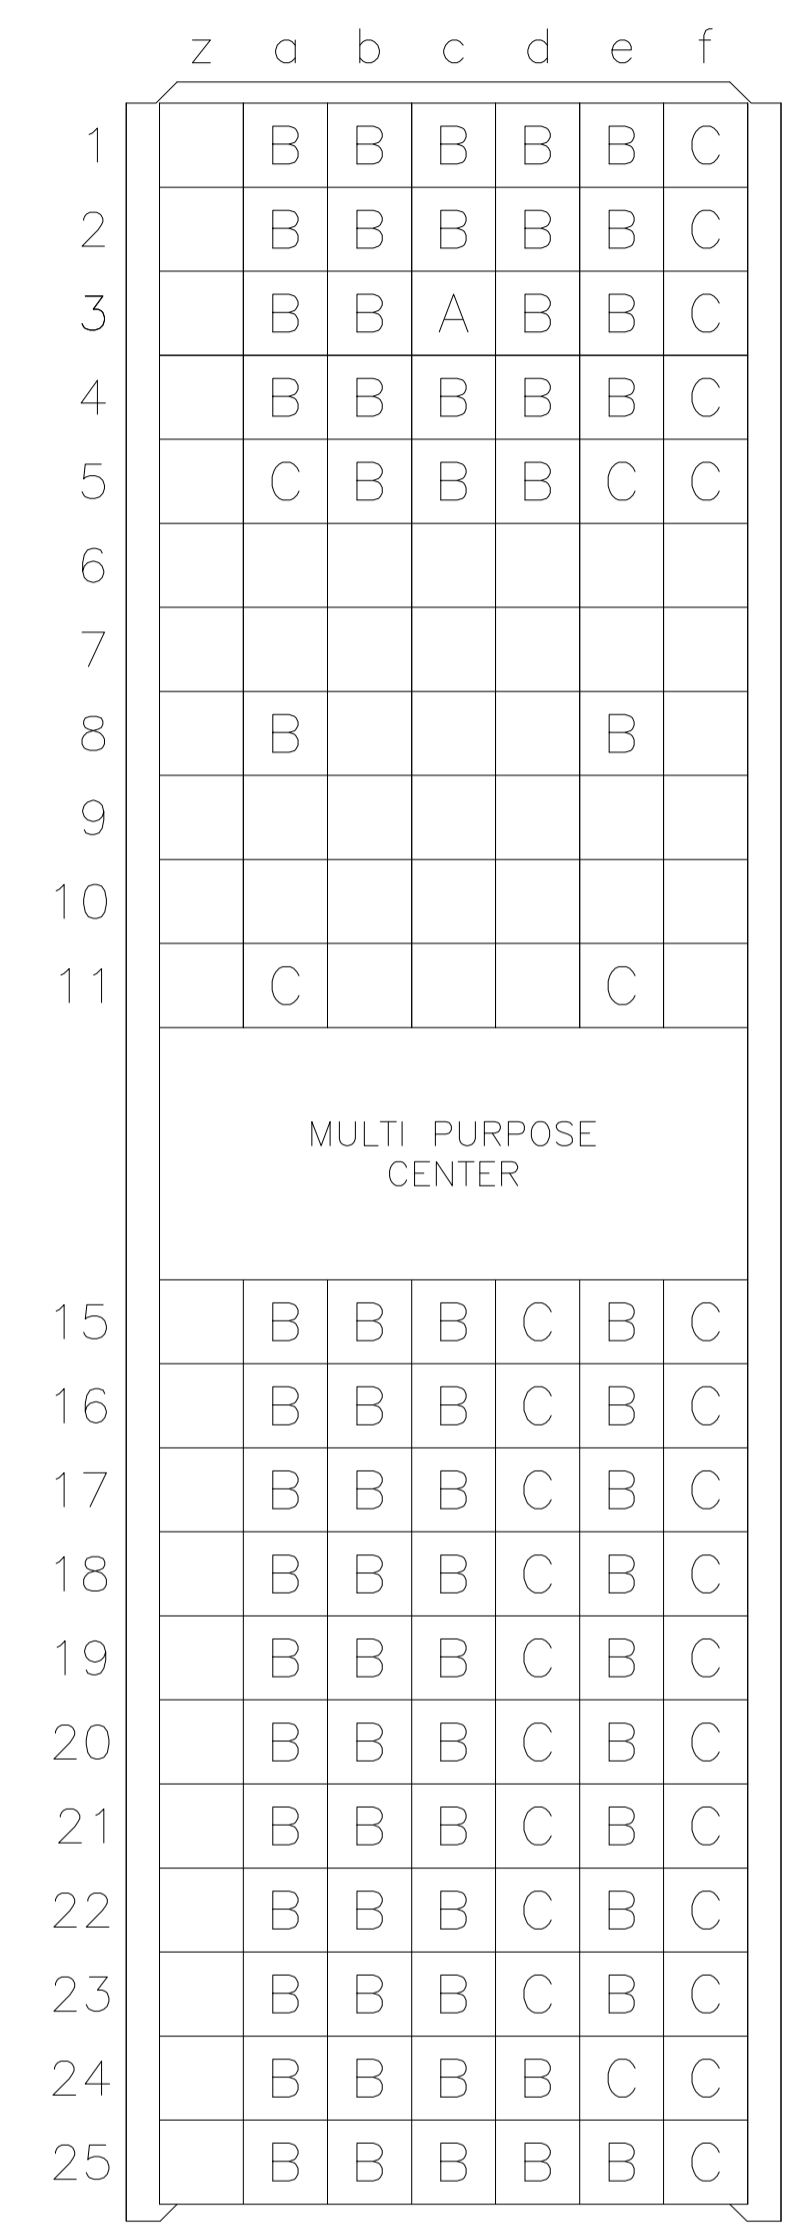 z a b c d e f
1 B B B B B C
2 B B B B B C
3 B B A B B C
4 B B B B B C
5 C B B B C C
6
7
8 B B
9
10
11 C C
MULTI PURPOSE
CENTER
15 B B B C B C
16 B B B C B C
17 B B B C B C
18 B B B C B C
19 B B B C B C
20 B B B C B C
21 B B B C B C
22 B B B C B C
23 B B B C B C
24 B B B B C C
25 B B B B B C